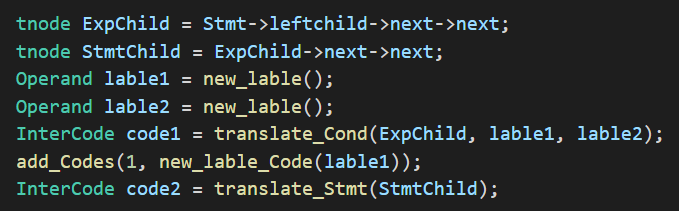 tnode ExpChild = Stmt->leftchild->next->next;
tnode StmtChild = ExpChild->next->next;
Operand lable1 = new_lable();
Operand lable2 = new_lable();
InterCode code1 = translate_Cond(ExpChild, lable1, lable2);
add_Codes(1, new_lable_Code(lable1));
InterCode code2 = translate_Stmt(StmtChild);